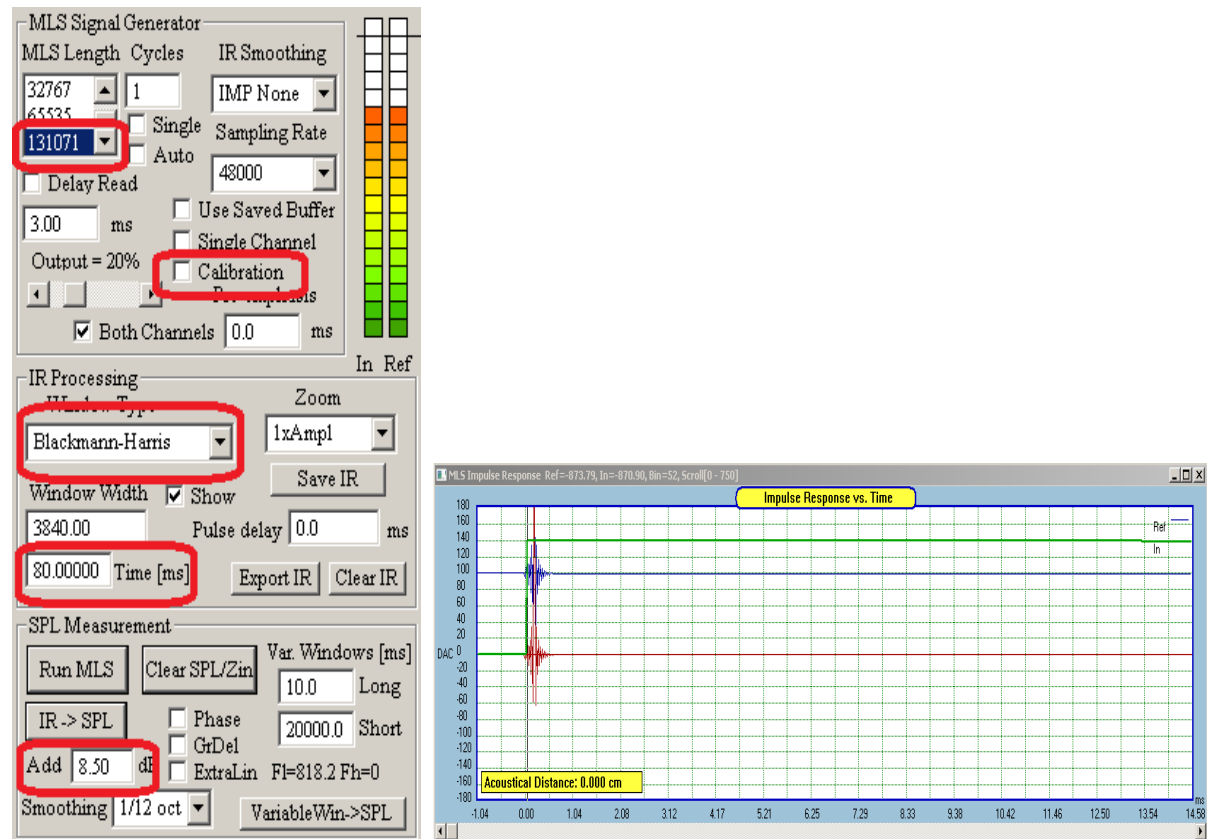 MLS Signal Generator
MLS Length Cycles IR Smoothing
32767 1 IMP None
65535 Single Sampling Rate
131071 Auto
48000
Delay Read
Use Saved Buffer
3.00 ms
Single Channel
Output = 20%
Calibration
Both Channels 0.0 ms
In Ref
IR Processing
Window Type Zoom
Blackmann-Harris 1xAmpl
Save IR
Window Width Show
3840.00 Pulse delay 0.0 ms
80.00000 Time [ms] Export IR Clear IR
SPL Measurement
Run MLS Clear SPL/Zin Var. Windows [ms]
10.0 Long
IR -> SPL Phase 20000.0 Short
GrDel
Add 8.50 ExtraLin Fl=818.2 Fh=0
Smoothing 1/12 oct VariableWin->SPL
MLS Impulse Response Ref=-873.79, In=-870.90, Bin=52, Scroll[0 - 750]
Impulse Response vs. Time
180
160
140
120
100
80
60
40
20
DAC 0
-20
-40
-60
-80
-100
-120
-140
-160
-180
Ref
In
Acoustical Distance: 0.000 cm
-1.04 0.00 1.04 2.08 3.12 4.17 5.21 6.25 7.29 8.33 9.38 10.42 11.46 12.50 13.54 14.58
ms